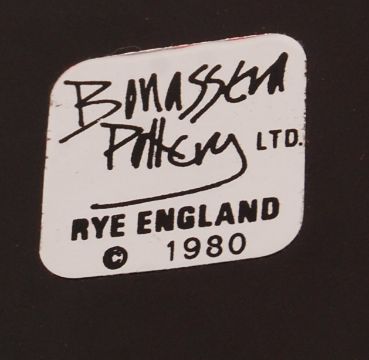 Bonassera
Pottery LTD.
RYE ENGLAND
© 1980